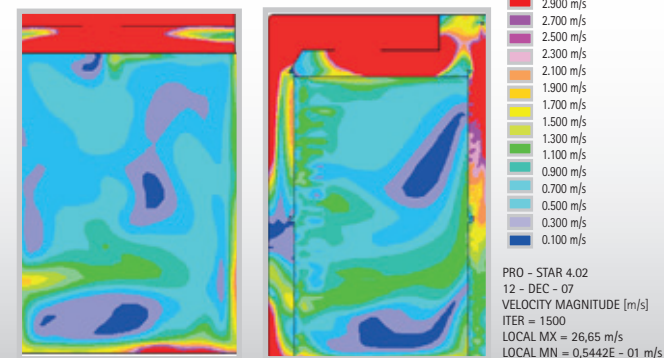 2.900 m/s
2.700 m/s
2.500 m/s
2.300 m/s
2.100 m/s
1.900 m/s
1.700 m/s
1.500 m/s
1.300 m/s
1.100 m/s
0.900 m/s
0.700 m/s
0.500 m/s
0.300 m/s
0.100 m/s
PRO - STAR 4.02
12 - DEC - 07
VELOCITY MAGNITUDE [m/s]
ITER = 1500
LOCAL MX = 26,65 m/s
LOCAL MN = 0,5442E - 01 m/s